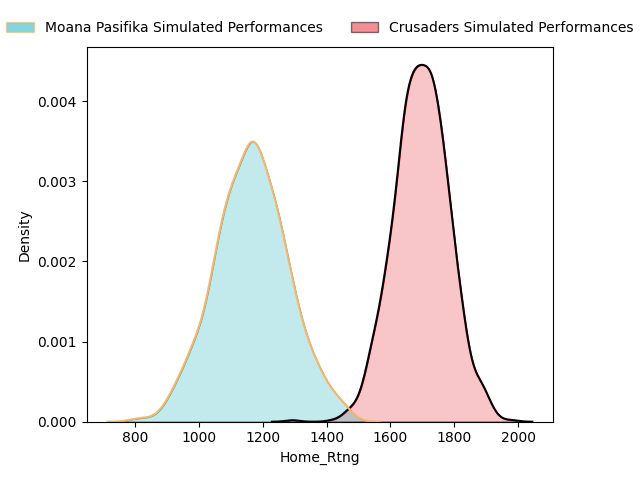 Moana Pasifika Simulated Performances Crusaders Simulated Performances
0.004
0.003
0.002
0.001
0.000
Density
800 1000 1200 1400 1600 1800 2000
Home_Rtng